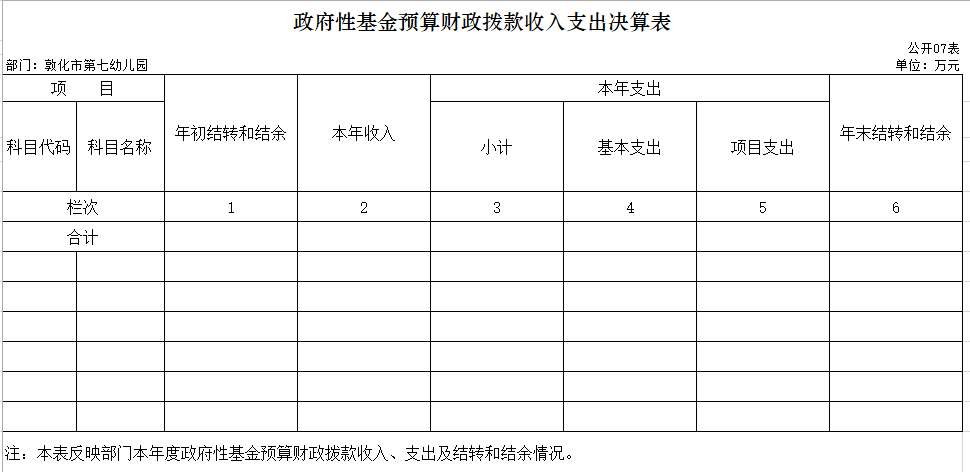 政府性基金预算财政拨款收入支出决算表
公开07表
部门：敦化市第七幼儿园 单位：万元
项 目 年初结转和结余 本年收入 本年支出 年末结转和结余
科目代码 科目名称 小计 基本支出 项目支出
栏次 1 2 3 4 5 6
合计
注：本表反映部门本年度政府性基金预算财政拨款收入、支出及结转和结余情况。